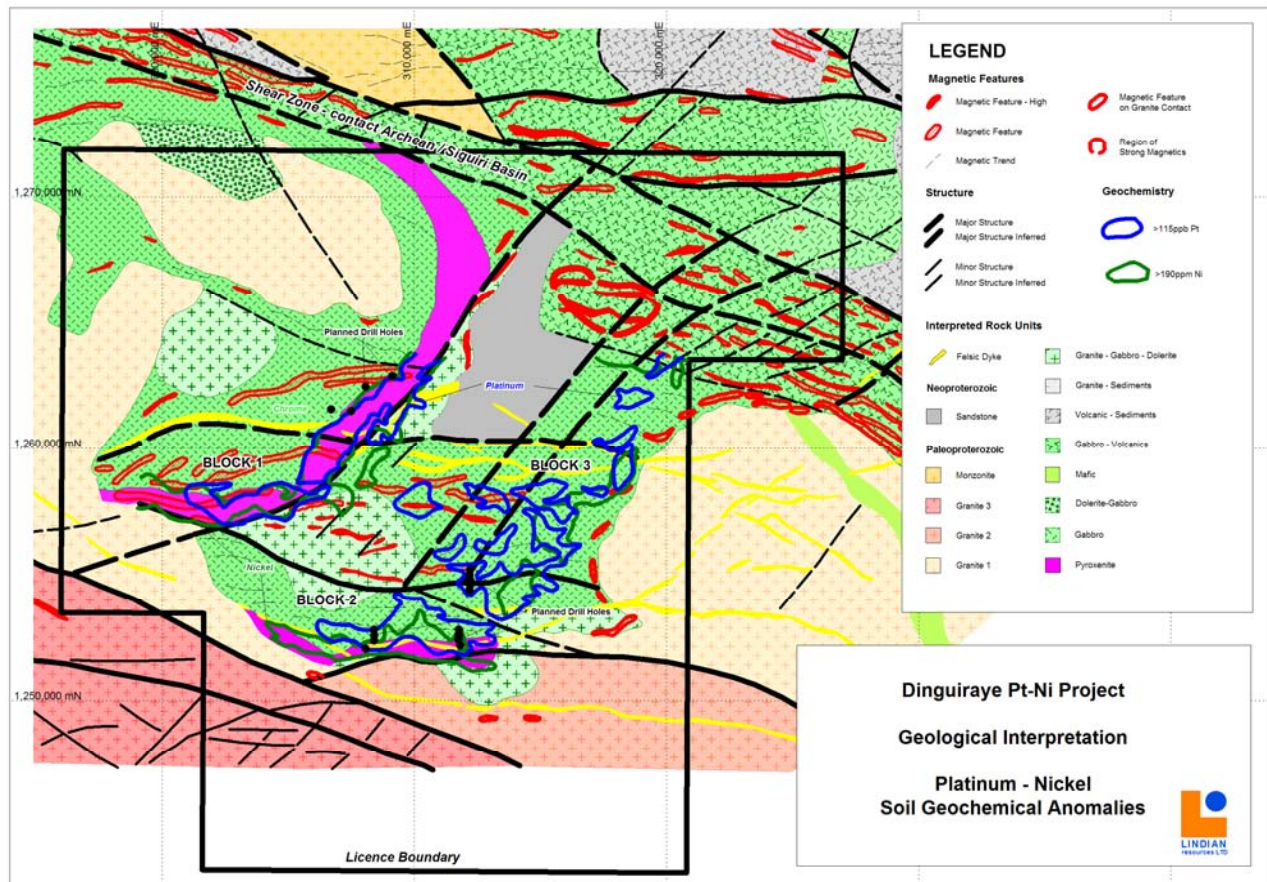 300,000 mE
310,000 mE
320,000 mE
Shear Zone - contact Archean / Siguiri Basin
1,270,000 mN
Planned Drill Holes
Platinum
Chrome
1,260,000 mN
BLOCK 1
BLOCK 3
Nickel
BLOCK 2
Planned Drill Holes
1,250,000 mN
Licence Boundary
LEGEND
Magnetic Features
Magnetic Feature - High
Magnetic Feature
Magnetic Trend
Magnetic Feature
on Granite Contact
Region of
Strong Magnetics
Structure
Major Structure
Major Structure Inferred
Minor Structure
Minor Structure Inferred
Geochemistry
>115ppb Pt
>190ppm Ni
Interpreted Rock Units
Felsic Dyke
Neoproterozoic
Sandstone
Paleoproterozoic
Monzonite
Granite 3
Granite 2
Granite 1
Granite - Gabbro - Dolerite
Granite - Sediments
Volcanic - Sediments
Gabbro - Volcanics
Mafic
Dolerite-Gabbro
Gabbro
Pyroxenite
Dinguiraye Pt-Ni Project
Geological Interpretation
Platinum - Nickel
Soil Geochemical Anomalies
LINDIAN
resources LTD